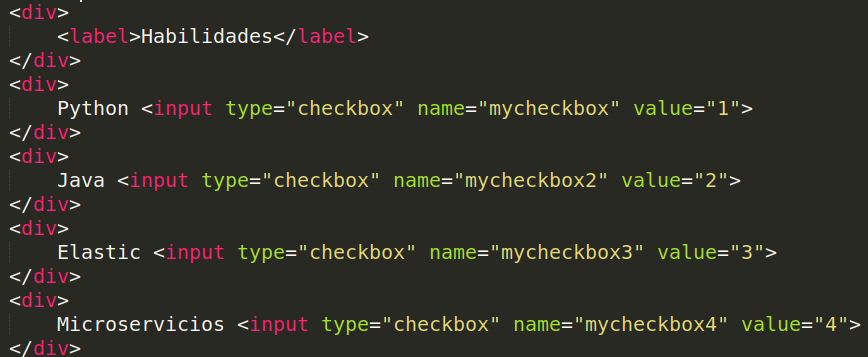 <div>
    <label>Habilidades</label>
</div>
<div>
    Python <input type="checkbox" name="mycheckbox" value="1">
</div>
<div>
    Java <input type="checkbox" name="mycheckbox2" value="2">
</div>
<div>
    Elastic <input type="checkbox" name="mycheckbox3" value="3">
</div>
<div>
    Microservicios <input type="checkbox" name="mycheckbox4" value="4">
</div>